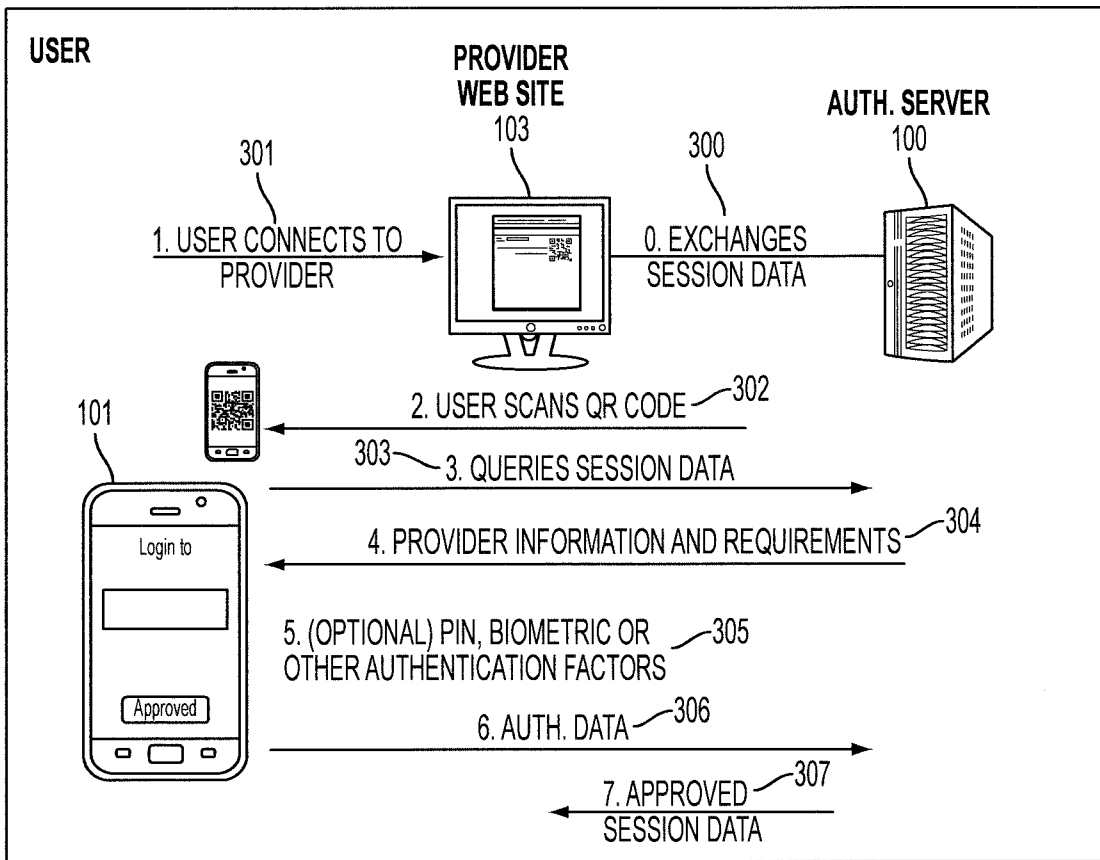 USER
PROVIDER
WEB SITE
103
AUTH. SERVER
100
301
300
1. USER CONNECTS TO
PROVIDER
0. EXCHANGES
SESSION DATA
2. USER SCANS QR CODE
302
101
303
3. QUERIES SESSION DATA
304
4. PROVIDER INFORMATION AND REQUIREMENTS
Login to
5. (OPTIONAL) PIN, BIOMETRIC OR
OTHER AUTHENTICATION FACTORS
305
Approved
6. AUTH. DATA
306
307
7. APPROVED
SESSION DATA